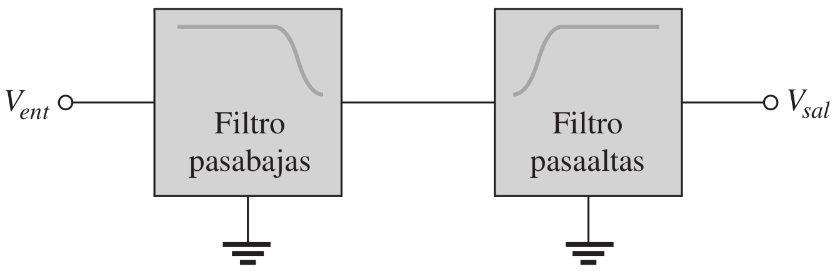 V_ent
Filtro
pasabajas
Filtro
pasaaltas
V_sal